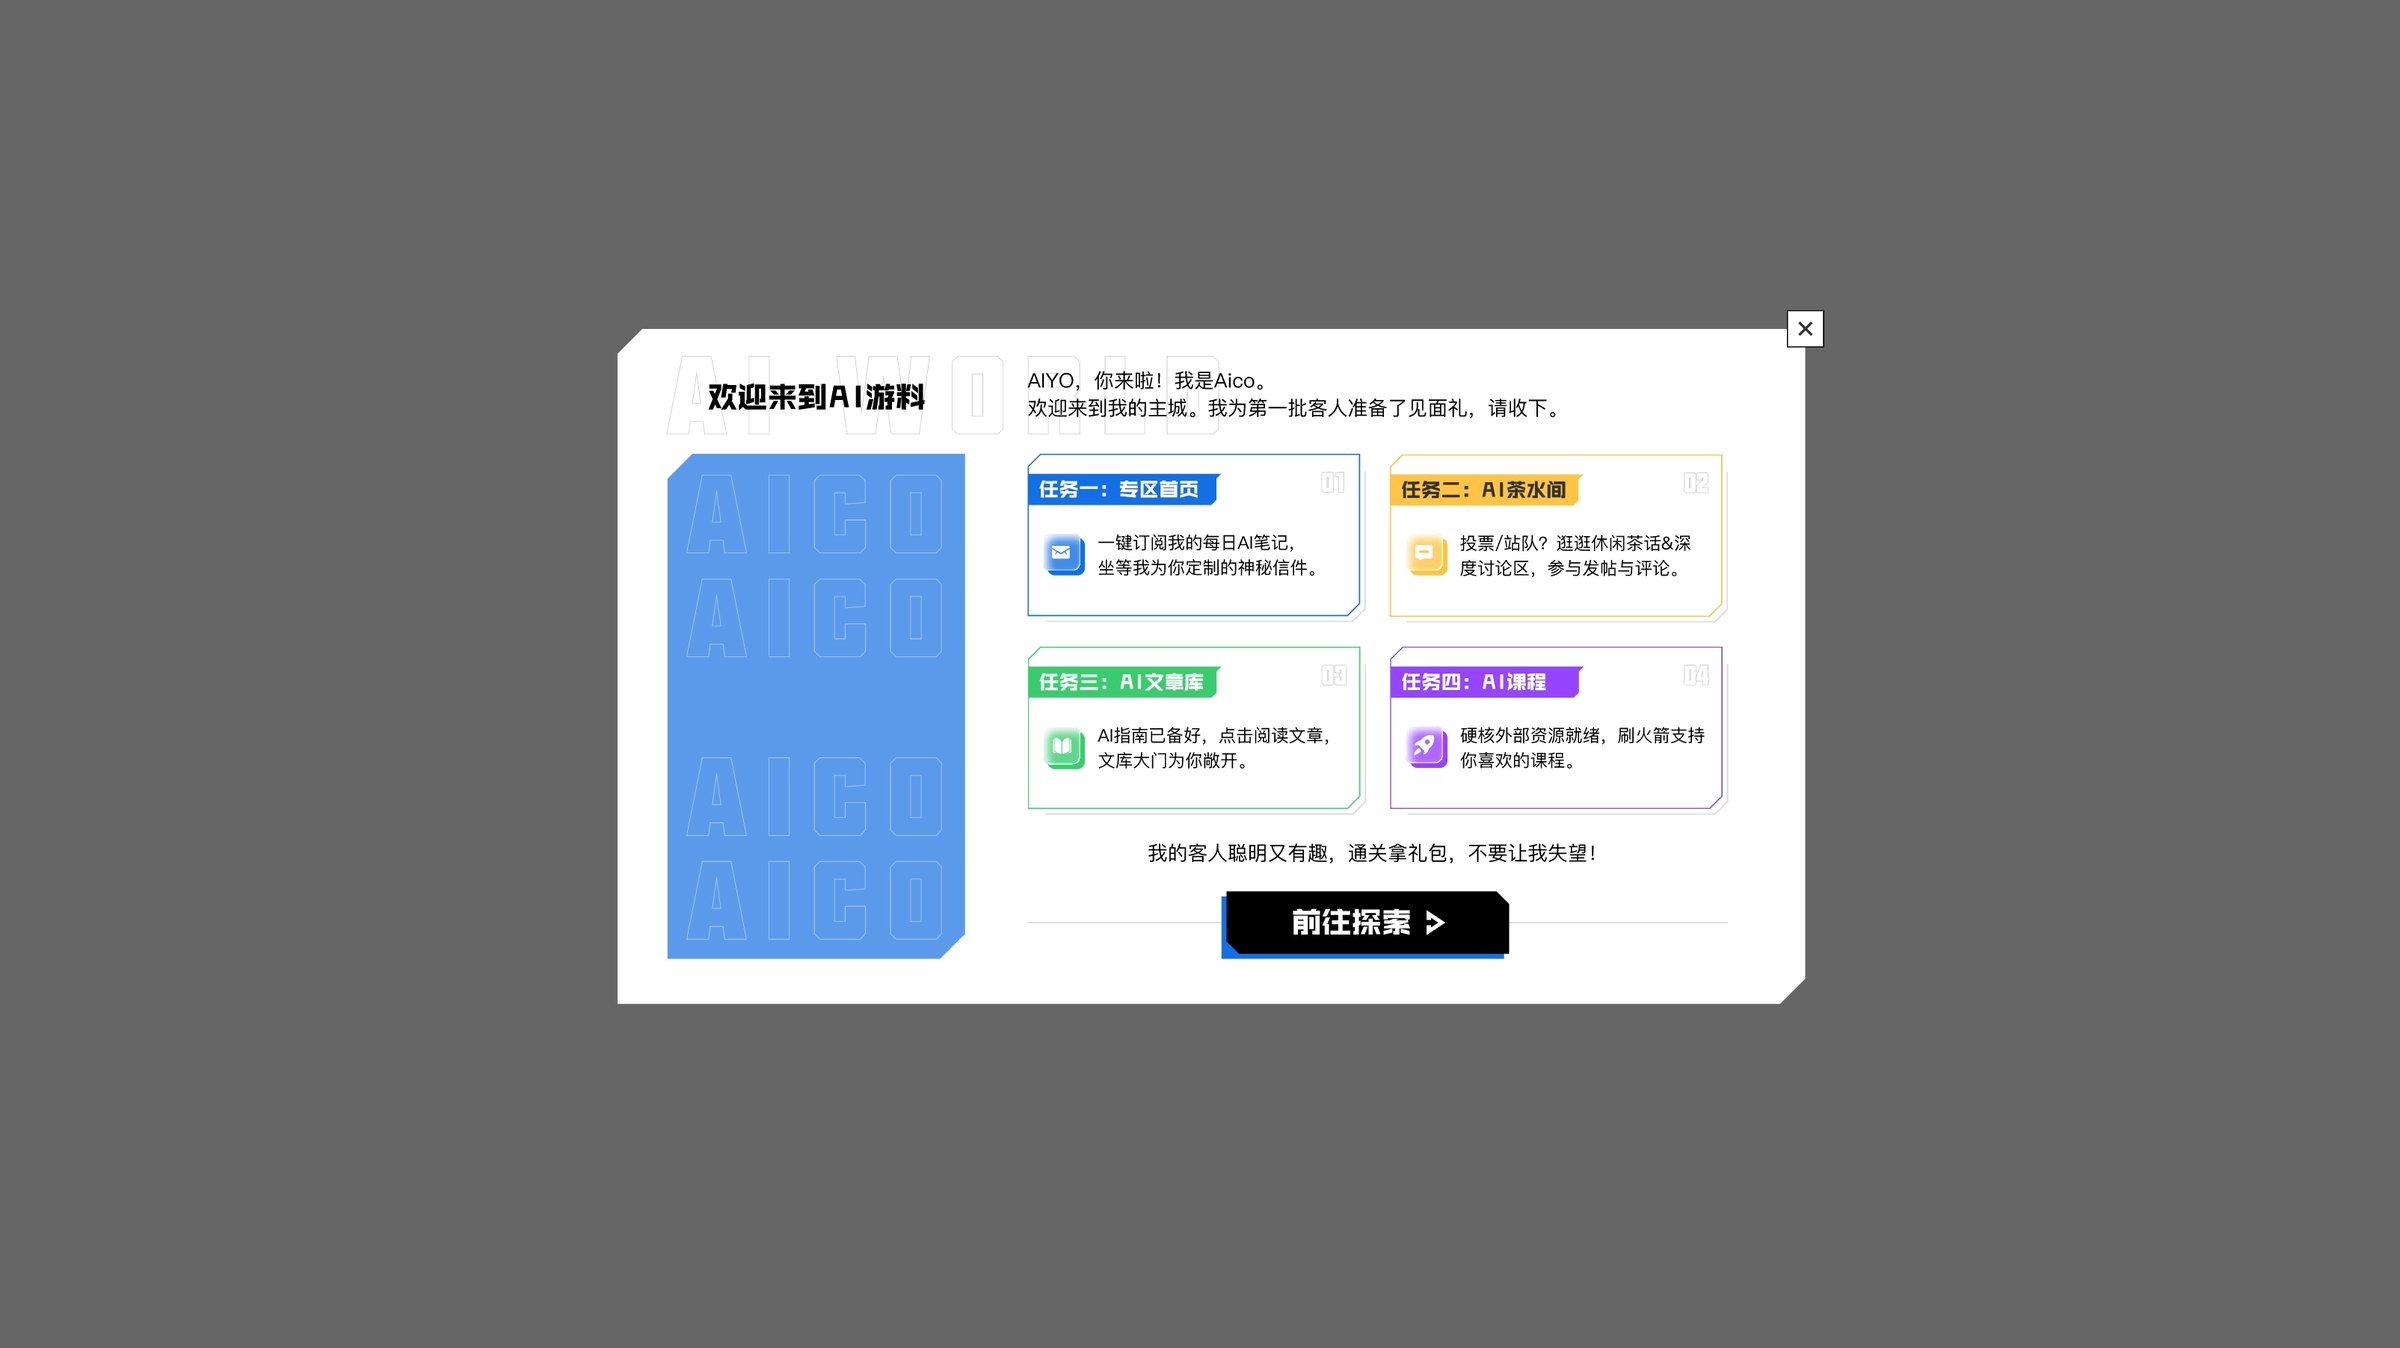 AI WORLD
欢迎来到AI游料
AIYO，你来啦！我是Aico。
欢迎来到我的主城。我为第一批客人准备了见面礼，请收下。
AICO
AICO
AICO
AICO
任务一：专区首页
01
一键订阅我的每日AI笔记，
坐等我为你定制的神秘信件。
任务二：AI茶水间
02
投票/站队？逛逛休闲茶话&深
度讨论区，参与发帖与评论。
任务三：AI文章库
03
AI指南已备好，点击阅读文章，
文库大门为你敞开。
任务四：AI课程
04
硬核外部资源就绪，刷火箭支持
你喜欢的课程。
我的客人聪明又有趣，通关拿礼包，不要让我失望！
前往探索